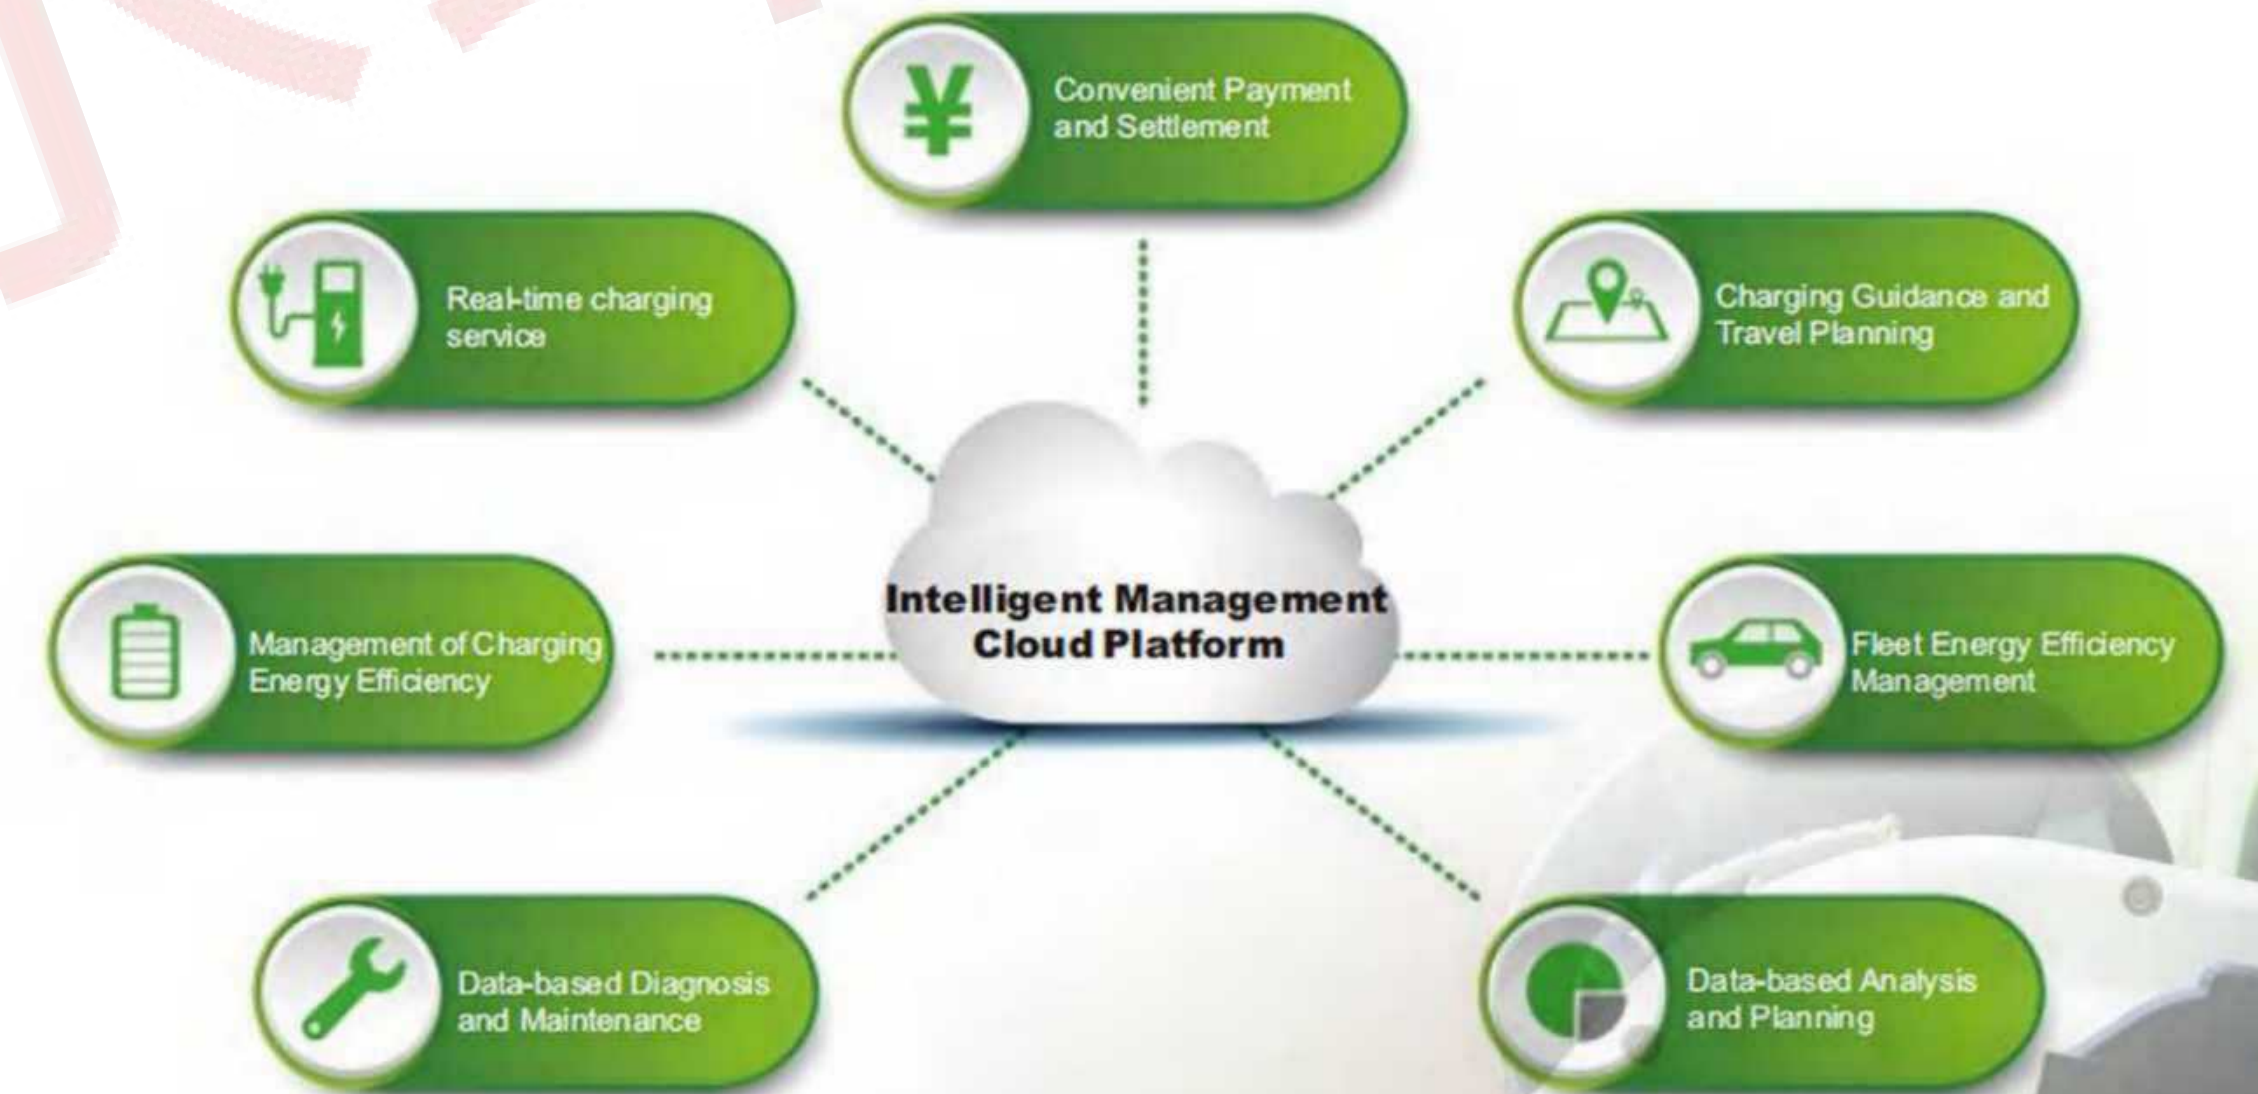 ¥
Convenient Payment
and Settlement
Real-time charging
service
Charging Guidance and
Travel Planning
Intelligent Management
Cloud Platform
Management of Charging
Energy Efficiency
Fleet Energy Efficiency
Management
Data-based Diagnosis
and Maintenance
Data-based Analysis
and Planning